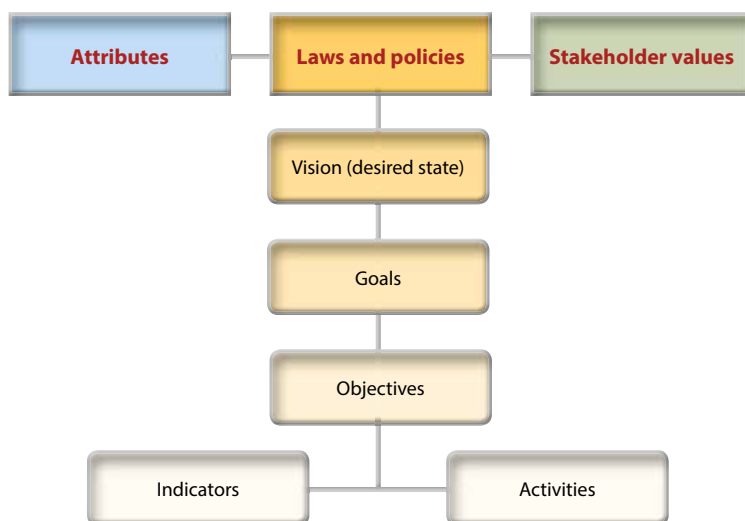 Attributes
Laws and policies
Stakeholder values
Vision (desired state)
Goals
Objectives
Indicators
Activities